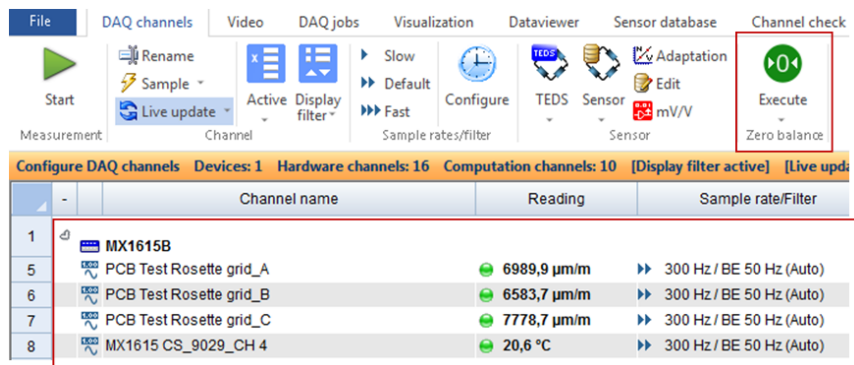 File DAQ channels Video DAQ jobs Visualization Dataviewer Sensor database Channel check
Rename Slow Adaptation
Sample Default Edit
Start Live update Active Display filter Fast Configure TEDS Sensor mV/V Execute
Measurement Channel Sample rates/filter Sensor Zero balance
Configure DAQ channels Devices: 1 Hardware channels: 16 Computation channels: 10 [Display filter active] [Live upda
- Channel name Reading Sample rate/Filter
1 MX1615B
5 PCB Test Rosette grid_A 6989,9 µm/m 300 Hz / BE 50 Hz (Auto)
6 PCB Test Rosette grid_B 6583,7 µm/m 300 Hz / BE 50 Hz (Auto)
7 PCB Test Rosette grid_C 7778,7 µm/m 300 Hz / BE 50 Hz (Auto)
8 MX1615 CS_9029_CH 4 20,6 °C 300 Hz / BE 50 Hz (Auto)